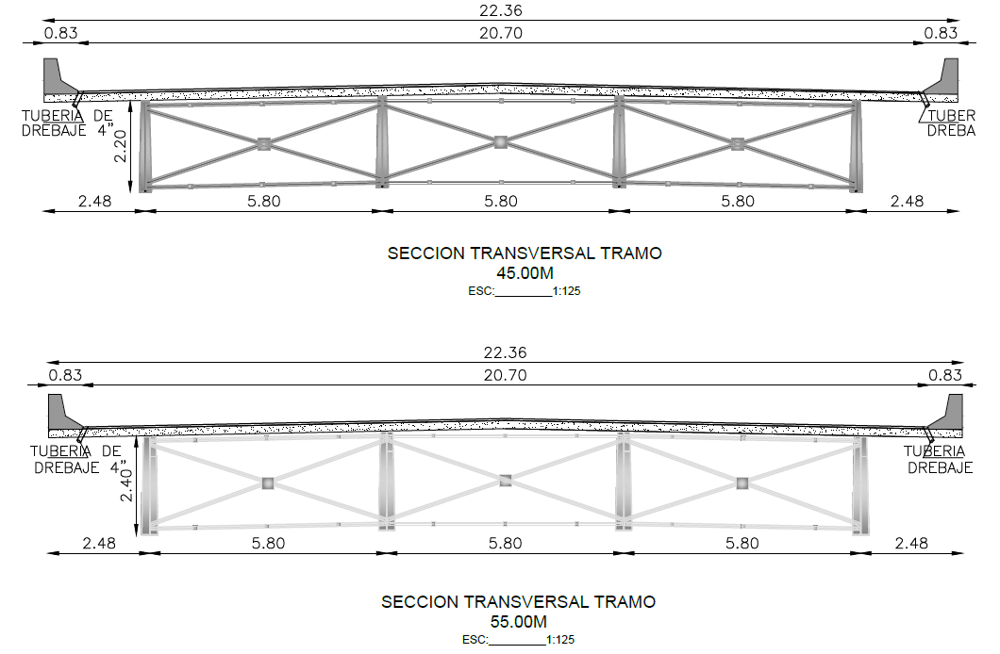 22.36
0.83 20.70 0.83
TUBERIA DE
DREBAJE 4"
TUBER
DREBA
2.20
2.48 5.80 5.80 5.80 2.48
SECCION TRANSVERSAL TRAMO
45.00M
ESC:_________1:125
22.36
0.83 20.70 0.83
TUBERIA DE
DREBAJE 4"
TUBERIA
DREBAJE
2.40
2.48 5.80 5.80 5.80 2.48
SECCION TRANSVERSAL TRAMO
55.00M
ESC:_________1:125